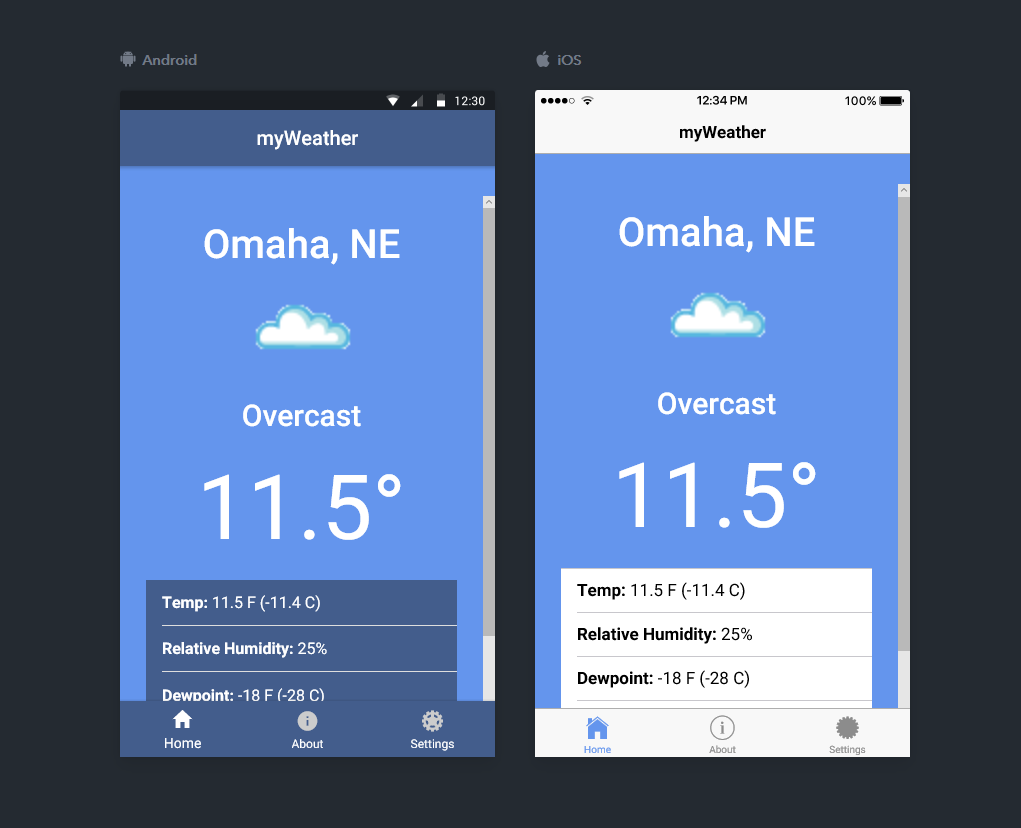 Android
12:30
myWeather
Omaha, NE
Overcast
11.5°
Temp: 11.5 F (-11.4 C)
Relative Humidity: 25%
Dewpoint: -18 F (-28 C)
Home
About
Settings
iOS
12:34 PM
100%
myWeather
Omaha, NE
Overcast
11.5°
Temp: 11.5 F (-11.4 C)
Relative Humidity: 25%
Dewpoint: -18 F (-28 C)
Home
About
Settings